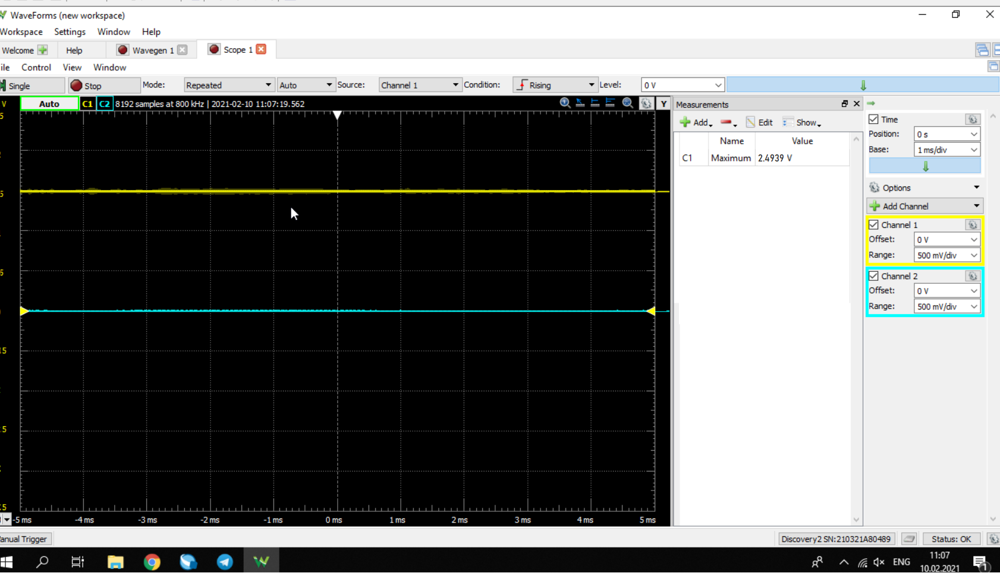 WaveForms (new workspace)
Workspace Settings Window Help
Welcome Help Wavegen 1 Scope 1
ile Control View Window
Single Stop Mode: Repeated Auto Source: Channel 1 Condition: Rising Level: 0 V
V Auto C1 C2 8192 samples at 800 kHz | 2021-02-10 11:07:19.562 Y
Measurements
Add Edit Show
Name Value
C1 Maximum 2.4939 V
Time
Position: 0 s
Base: 1 ms/div
Options
Add Channel
Channel 1
Offset: 0 V
Range: 500 mV/div
Channel 2
Offset: 0 V
Range: 500 mV/div
-5 ms -4 ms -3 ms -2 ms -1 ms 0 ms 1 ms 2 ms 3 ms 4 ms 5 ms
anual Trigger Discovery2 SN:210321A80489 Status: OK
ENG 11:07
10.02.2021
1